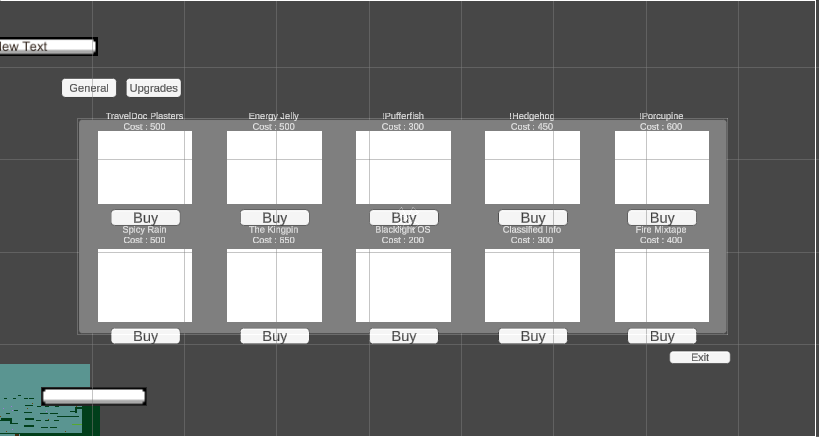 lew Text
General Upgrades
TravelDoc Plasters Energy Jelly !Pufferfish !Hedgehog !Porcupine
Cost : 500 Cost : 500 Cost : 300 Cost : 450 Cost : 600
Buy Buy Buy Buy Buy
Spicy Rain The Kingpin Blacklight OS Classified Info Fire Mixtape
Cost : 500 Cost : 650 Cost : 200 Cost : 300 Cost : 400
Buy Buy Buy Buy Buy
Exit